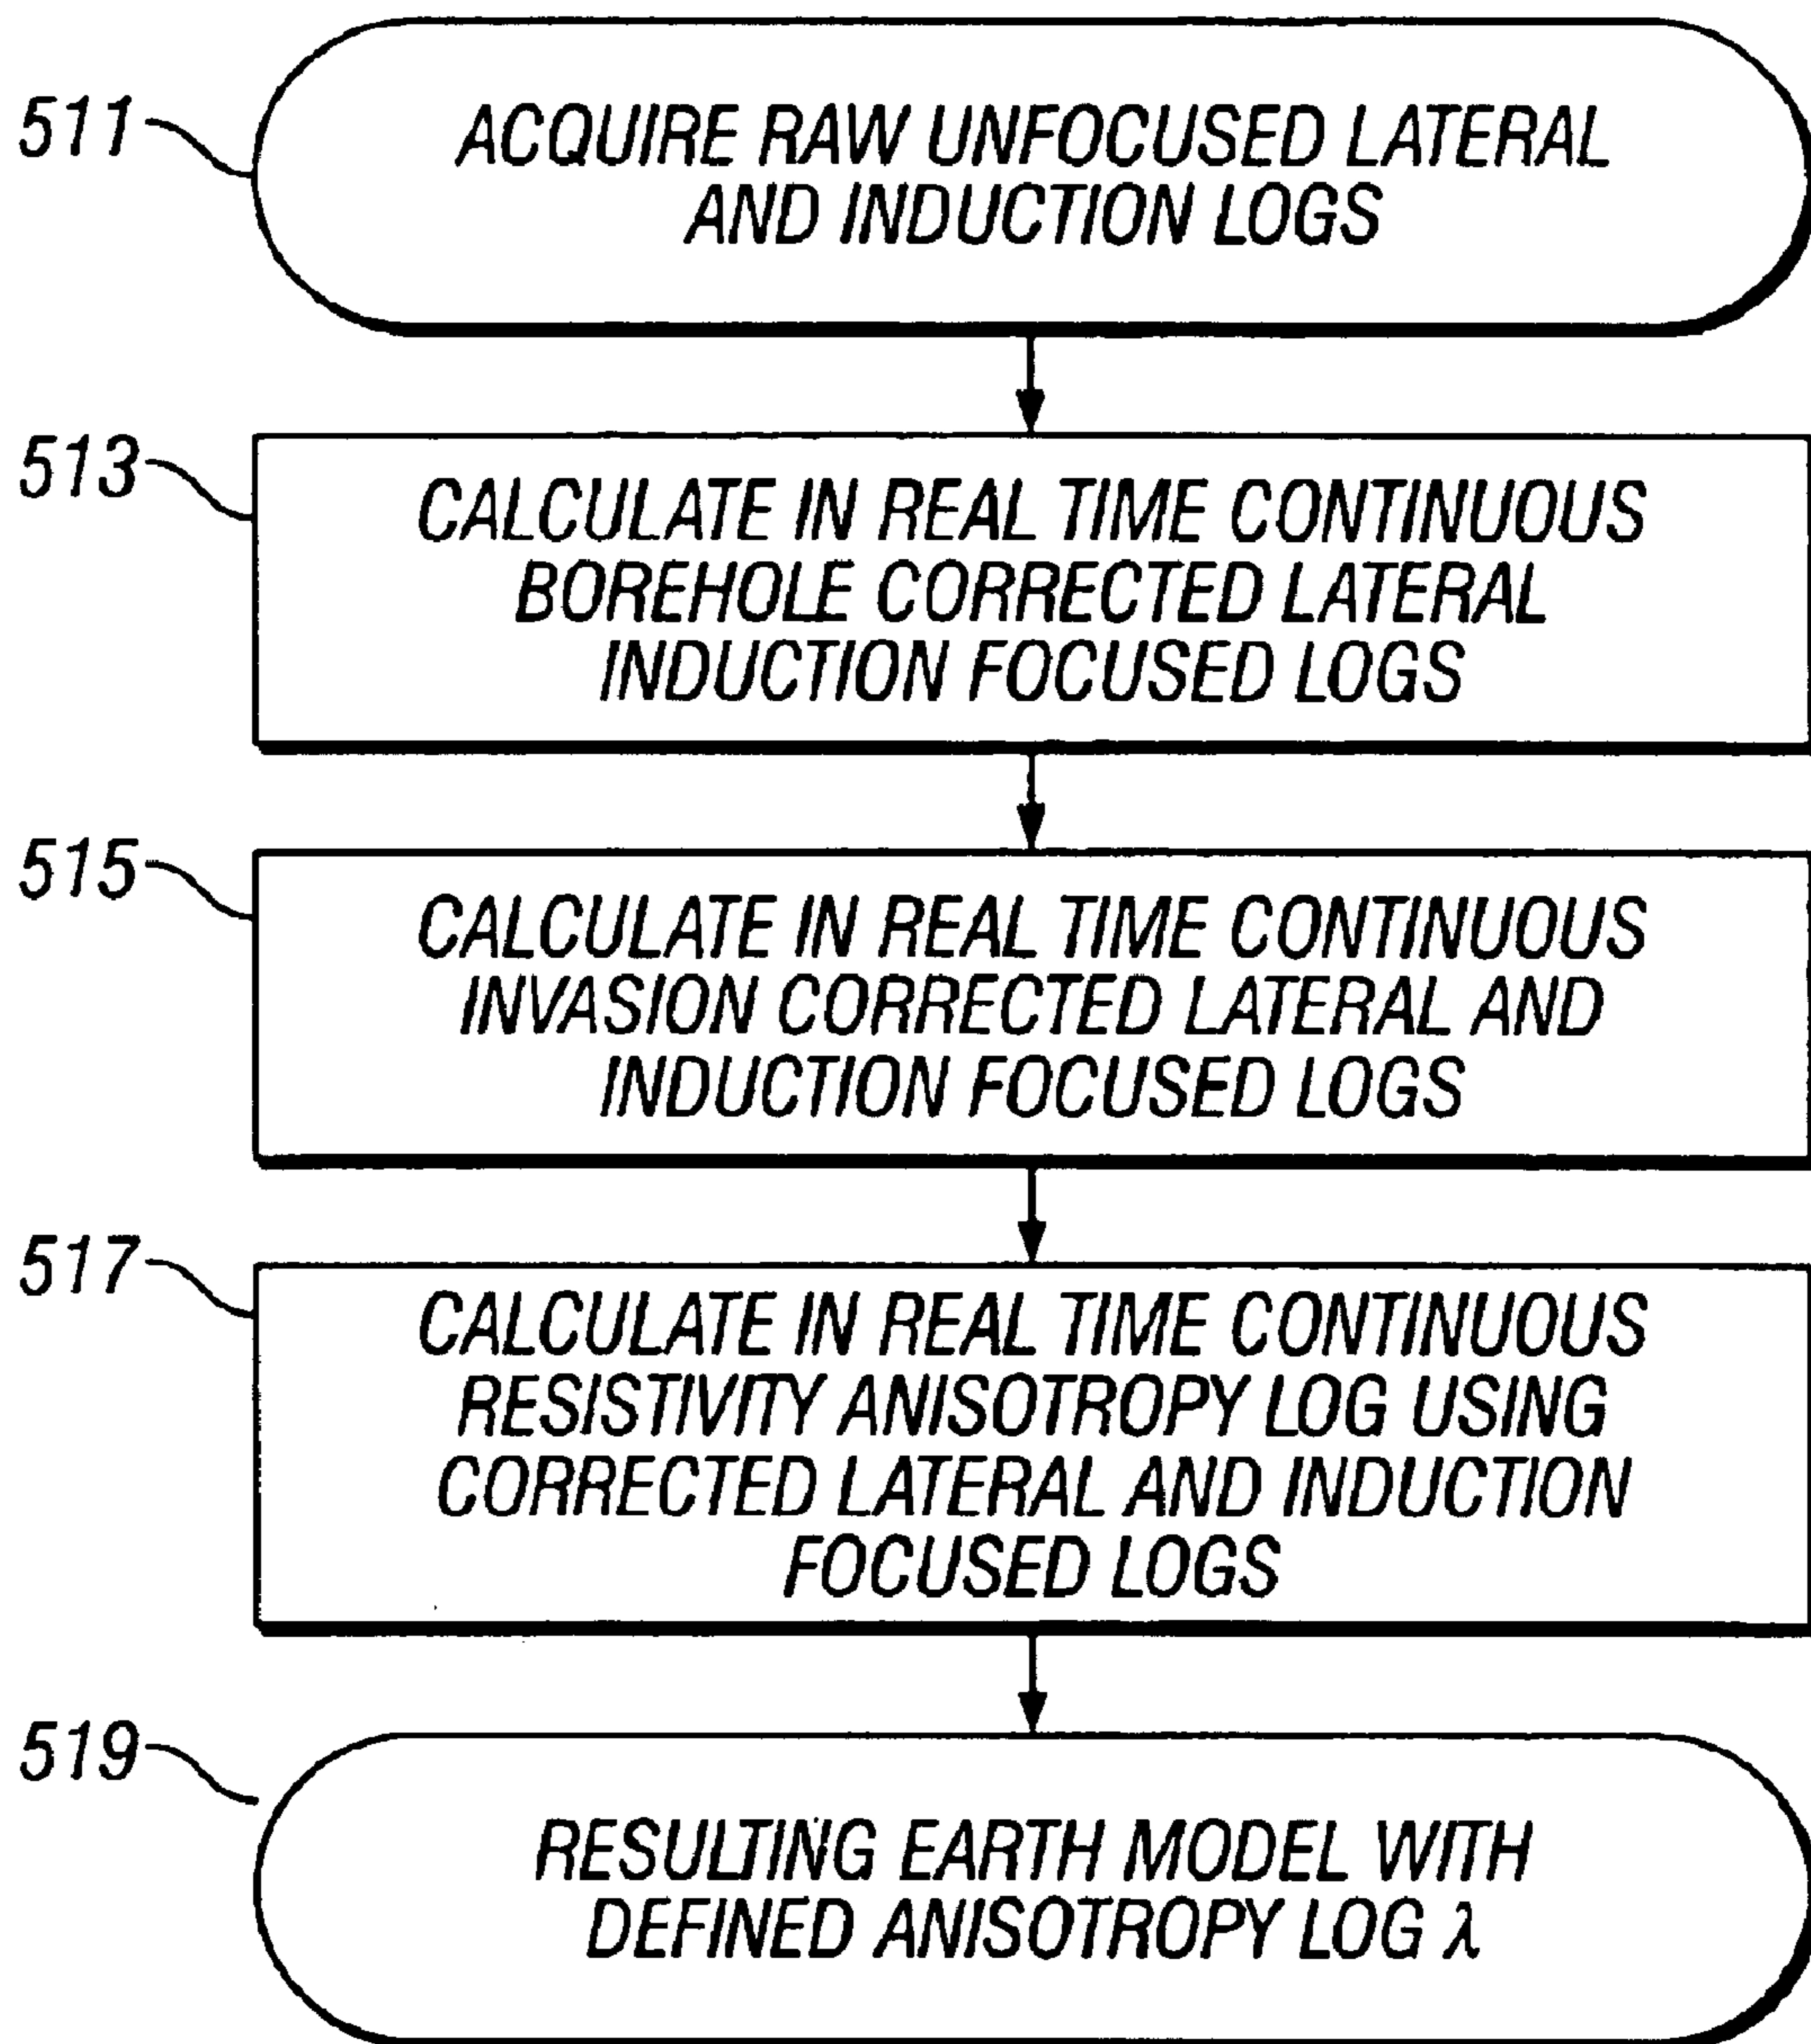 511
ACQUIRE RAW UNFOCUSED LATERAL
AND INDUCTION LOGS
513
CALCULATE IN REAL TIME CONTINUOUS
BOREHOLE CORRECTED LATERAL
INDUCTION FOCUSED LOGS
515
CALCULATE IN REAL TIME CONTINUOUS
INVASION CORRECTED LATERAL AND
INDUCTION FOCUSED LOGS
517
CALCULATE IN REAL TIME CONTINUOUS
RESISTIVITY ANISOTROPY LOG USING
CORRECTED LATERAL AND INDUCTION
FOCUSED LOGS
519
RESULTING EARTH MODEL WITH
DEFINED ANISOTROPY LOG λ